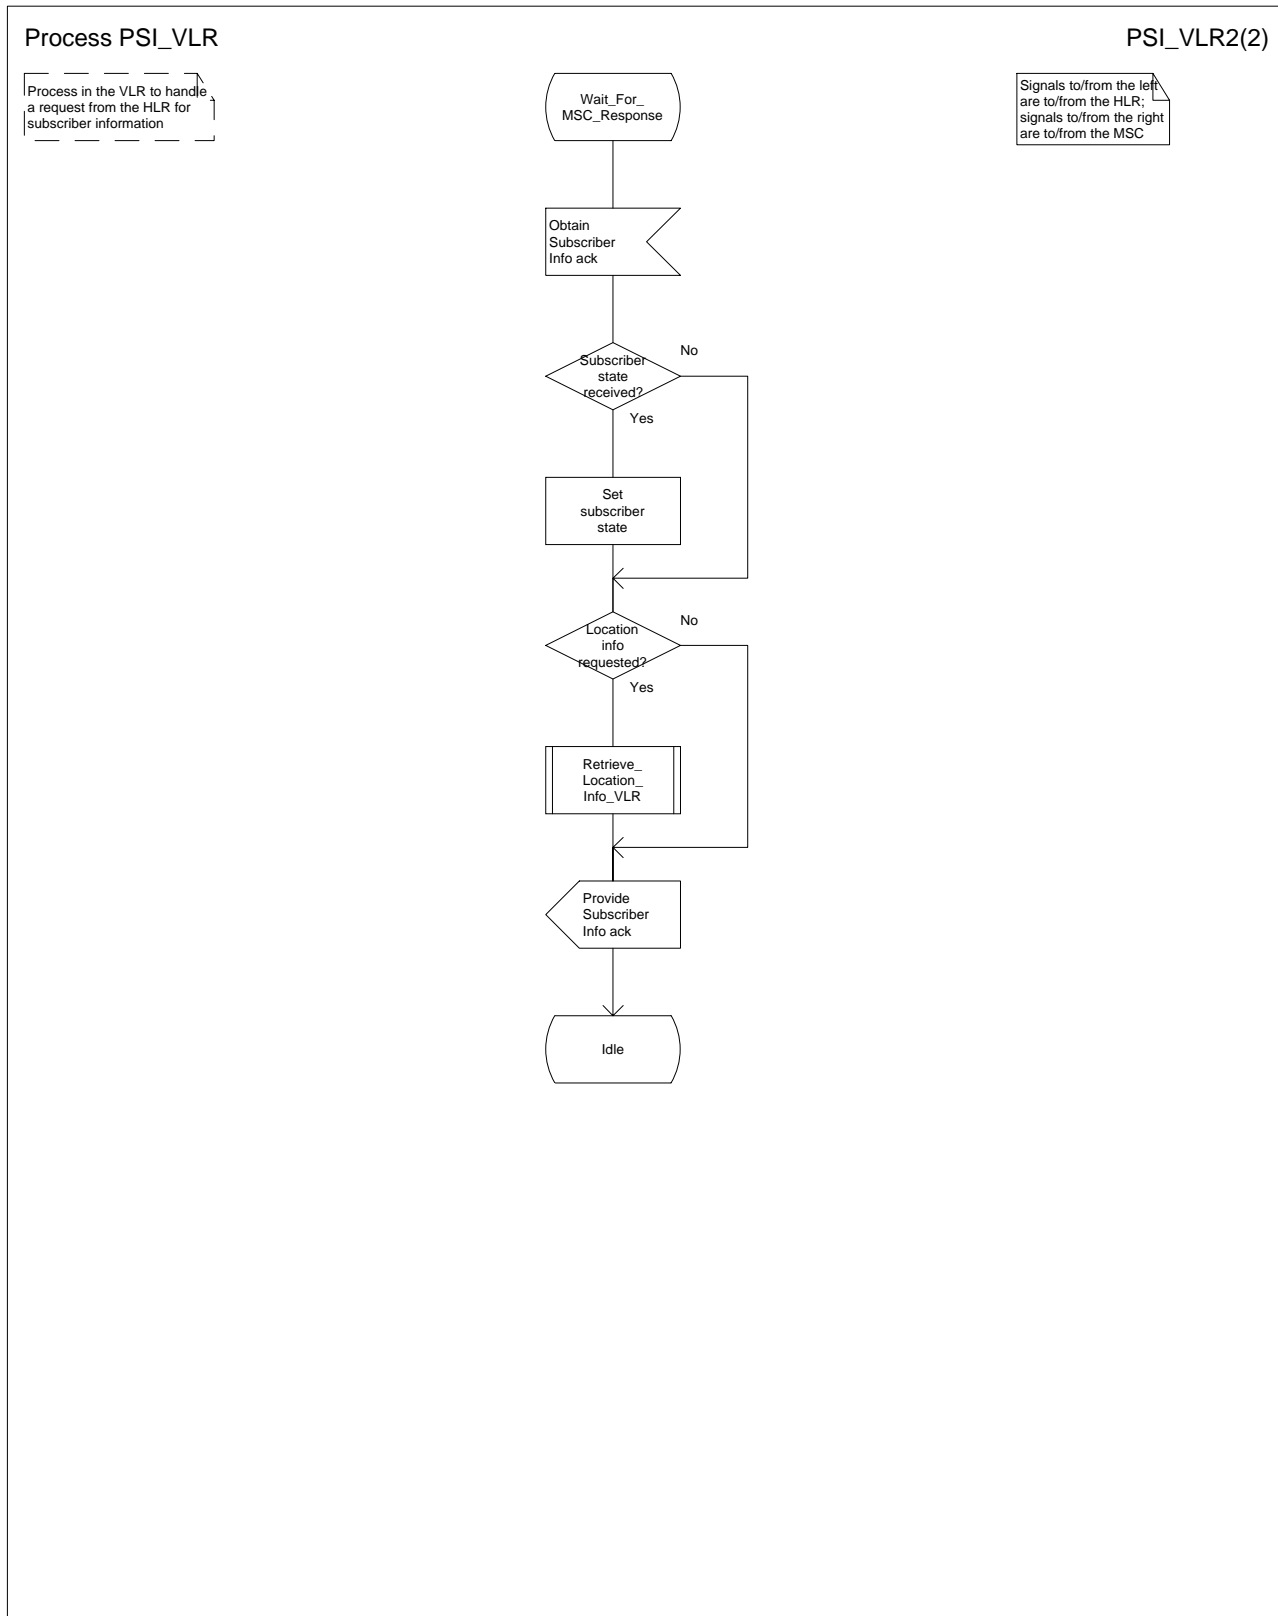 Process PSI_VLR
PSI_VLR2(2)
Process in the VLR to handle
a request from the HLR for
subscriber information
Wait_For_
MSC_Response
Signals to/from the left
are to/from the HLR;
signals to/from the right
are to/from the MSC
Obtain
Subscriber
Info ack
Subscriber
state
received?
No
Yes
Set
subscriber
state
Location
info
requested?
No
Yes
Retrieve_
Location_
Info_VLR
Provide
Subscriber
Info ack
Idle